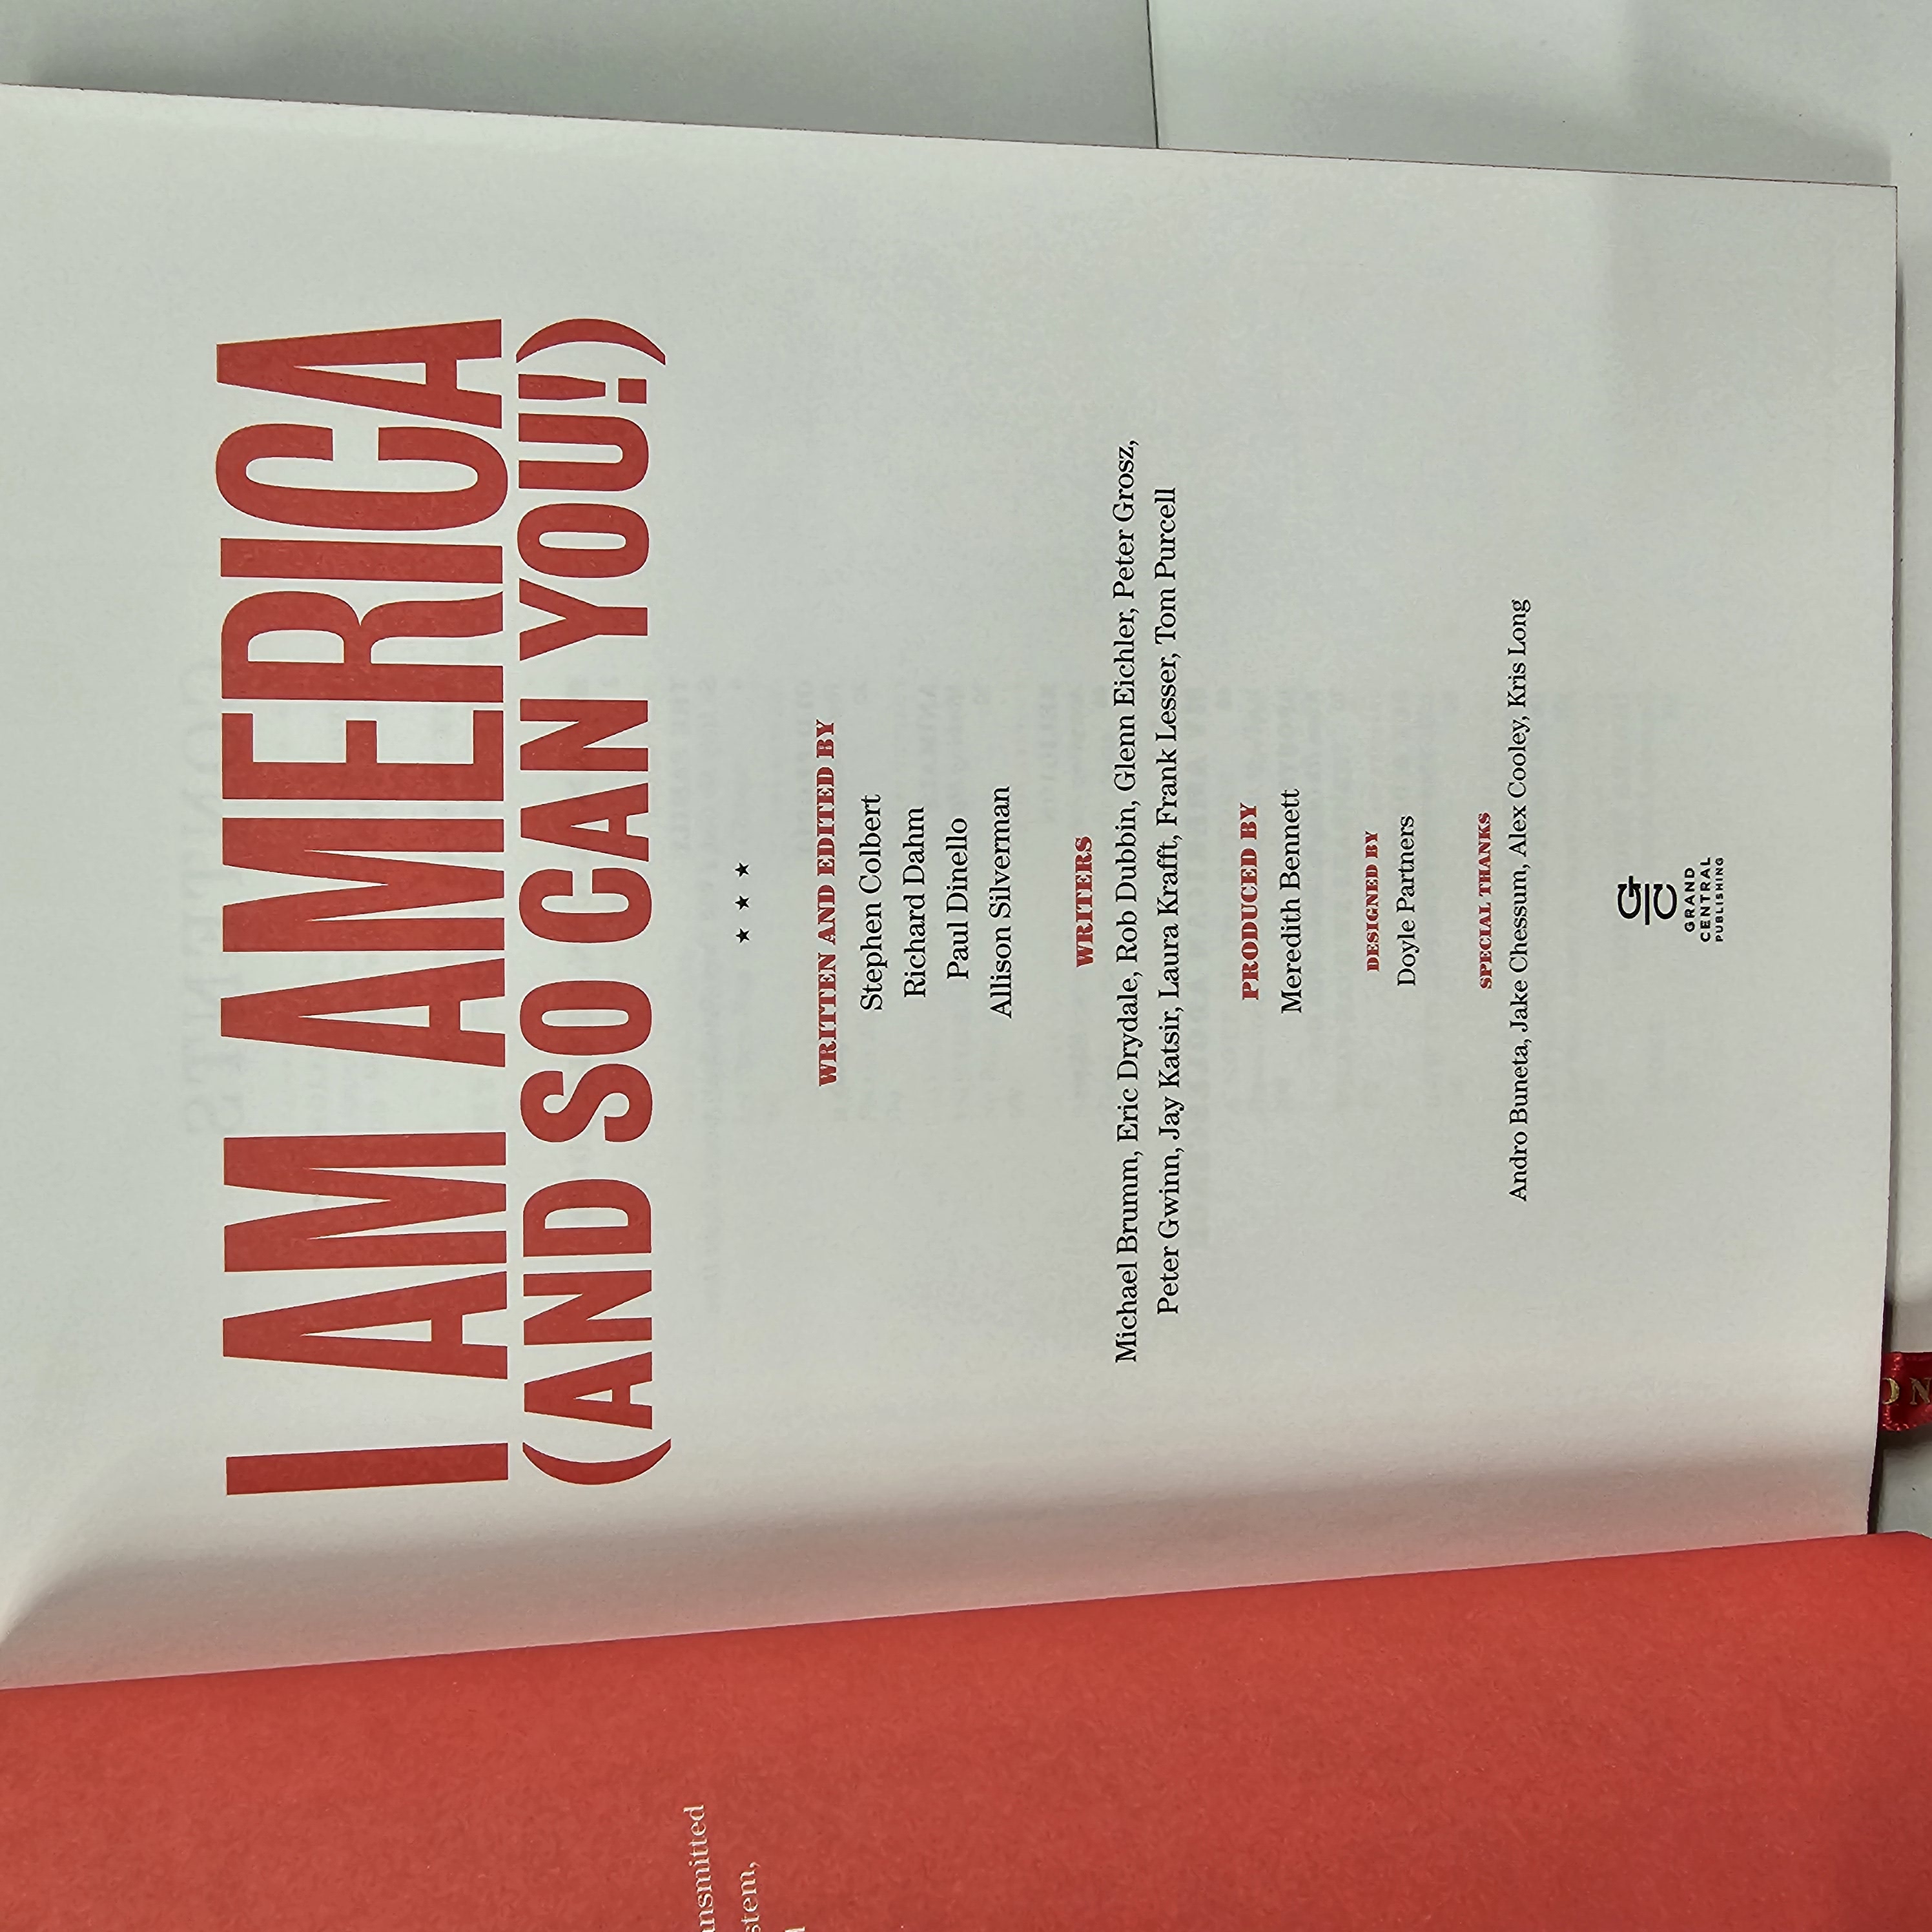 ansmitted
stem,
I AM AMERICA
(AND SO CAN YOU!)
★ ★ ★
WRITTEN AND EDITED BY
Stephen Colbert
Richard Dahm
Paul Dinello
Allison Silverman
WRITERS
Michael Brumm, Eric Drydale, Rob Dubbin, Glenn Eichler, Peter Grosz,
Peter Gwinn, Jay Katsir, Laura Krafft, Frank Lesser, Tom Purcell
PRODUCED BY
Meredith Bennett
DESIGNED BY
Doyle Partners
SPECIAL THANKS
Andro Buneta, Jake Chessum, Alex Cooley, Kris Long
GRAND
CENTRAL
PUBLISHING